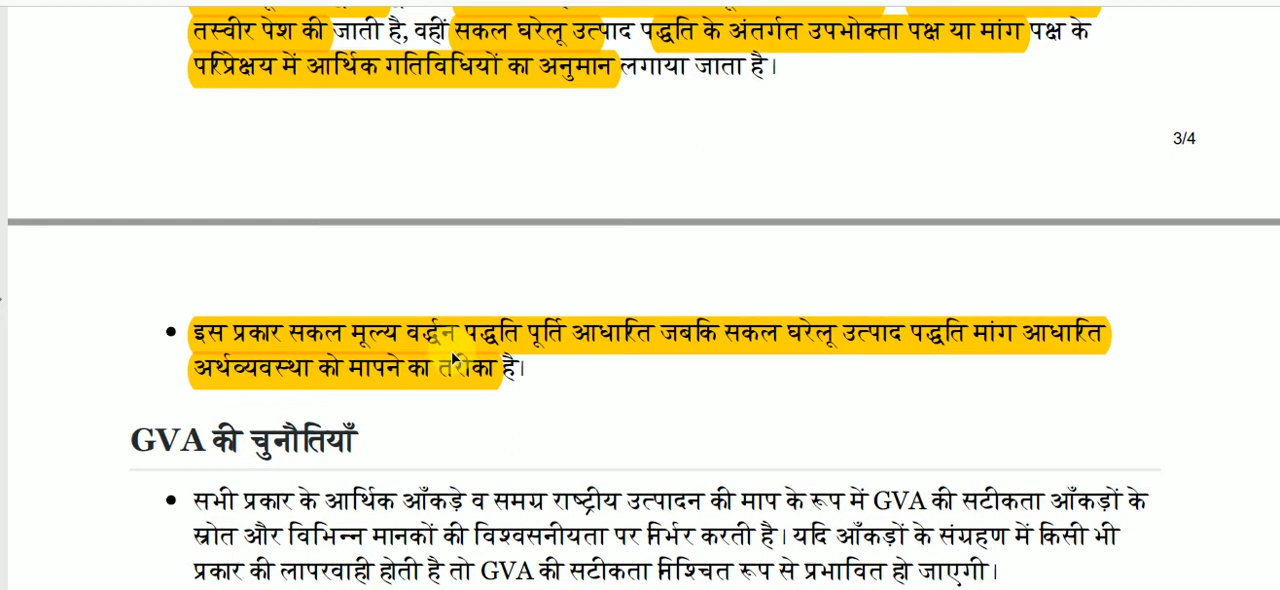 तस्वीर पेश की जाती है, वहीं सकल घरेलू उत्पाद पद्धति के अंतर्गत उपभोक्ता पक्ष या मांग पक्ष के
परिप्रेक्ष्य में आर्थिक गतिविधियों का अनुमान लगाया जाता है।
3/4
• इस प्रकार सकल मूल्य वर्द्धन पद्धति पूर्ति आधारित जबकि सकल घरेलू उत्पाद पद्धति मांग आधारित
अर्थव्यवस्था को मापने का तरीका है।
GVA की चुनौतियाँ
• सभी प्रकार के आर्थिक आँकड़े व समग्र राष्ट्रीय उत्पादन की माप के रूप में GVA की सटीकता आँकड़ों के
स्रोत और विभिन्न मानकों की विश्वसनीयता पर निर्भर करती है। यदि आँकड़ों के संग्रहण में किसी भी
प्रकार की लापरवाही होती है तो GVA की सटीकता निश्चित रूप से प्रभावित हो जाएगी।